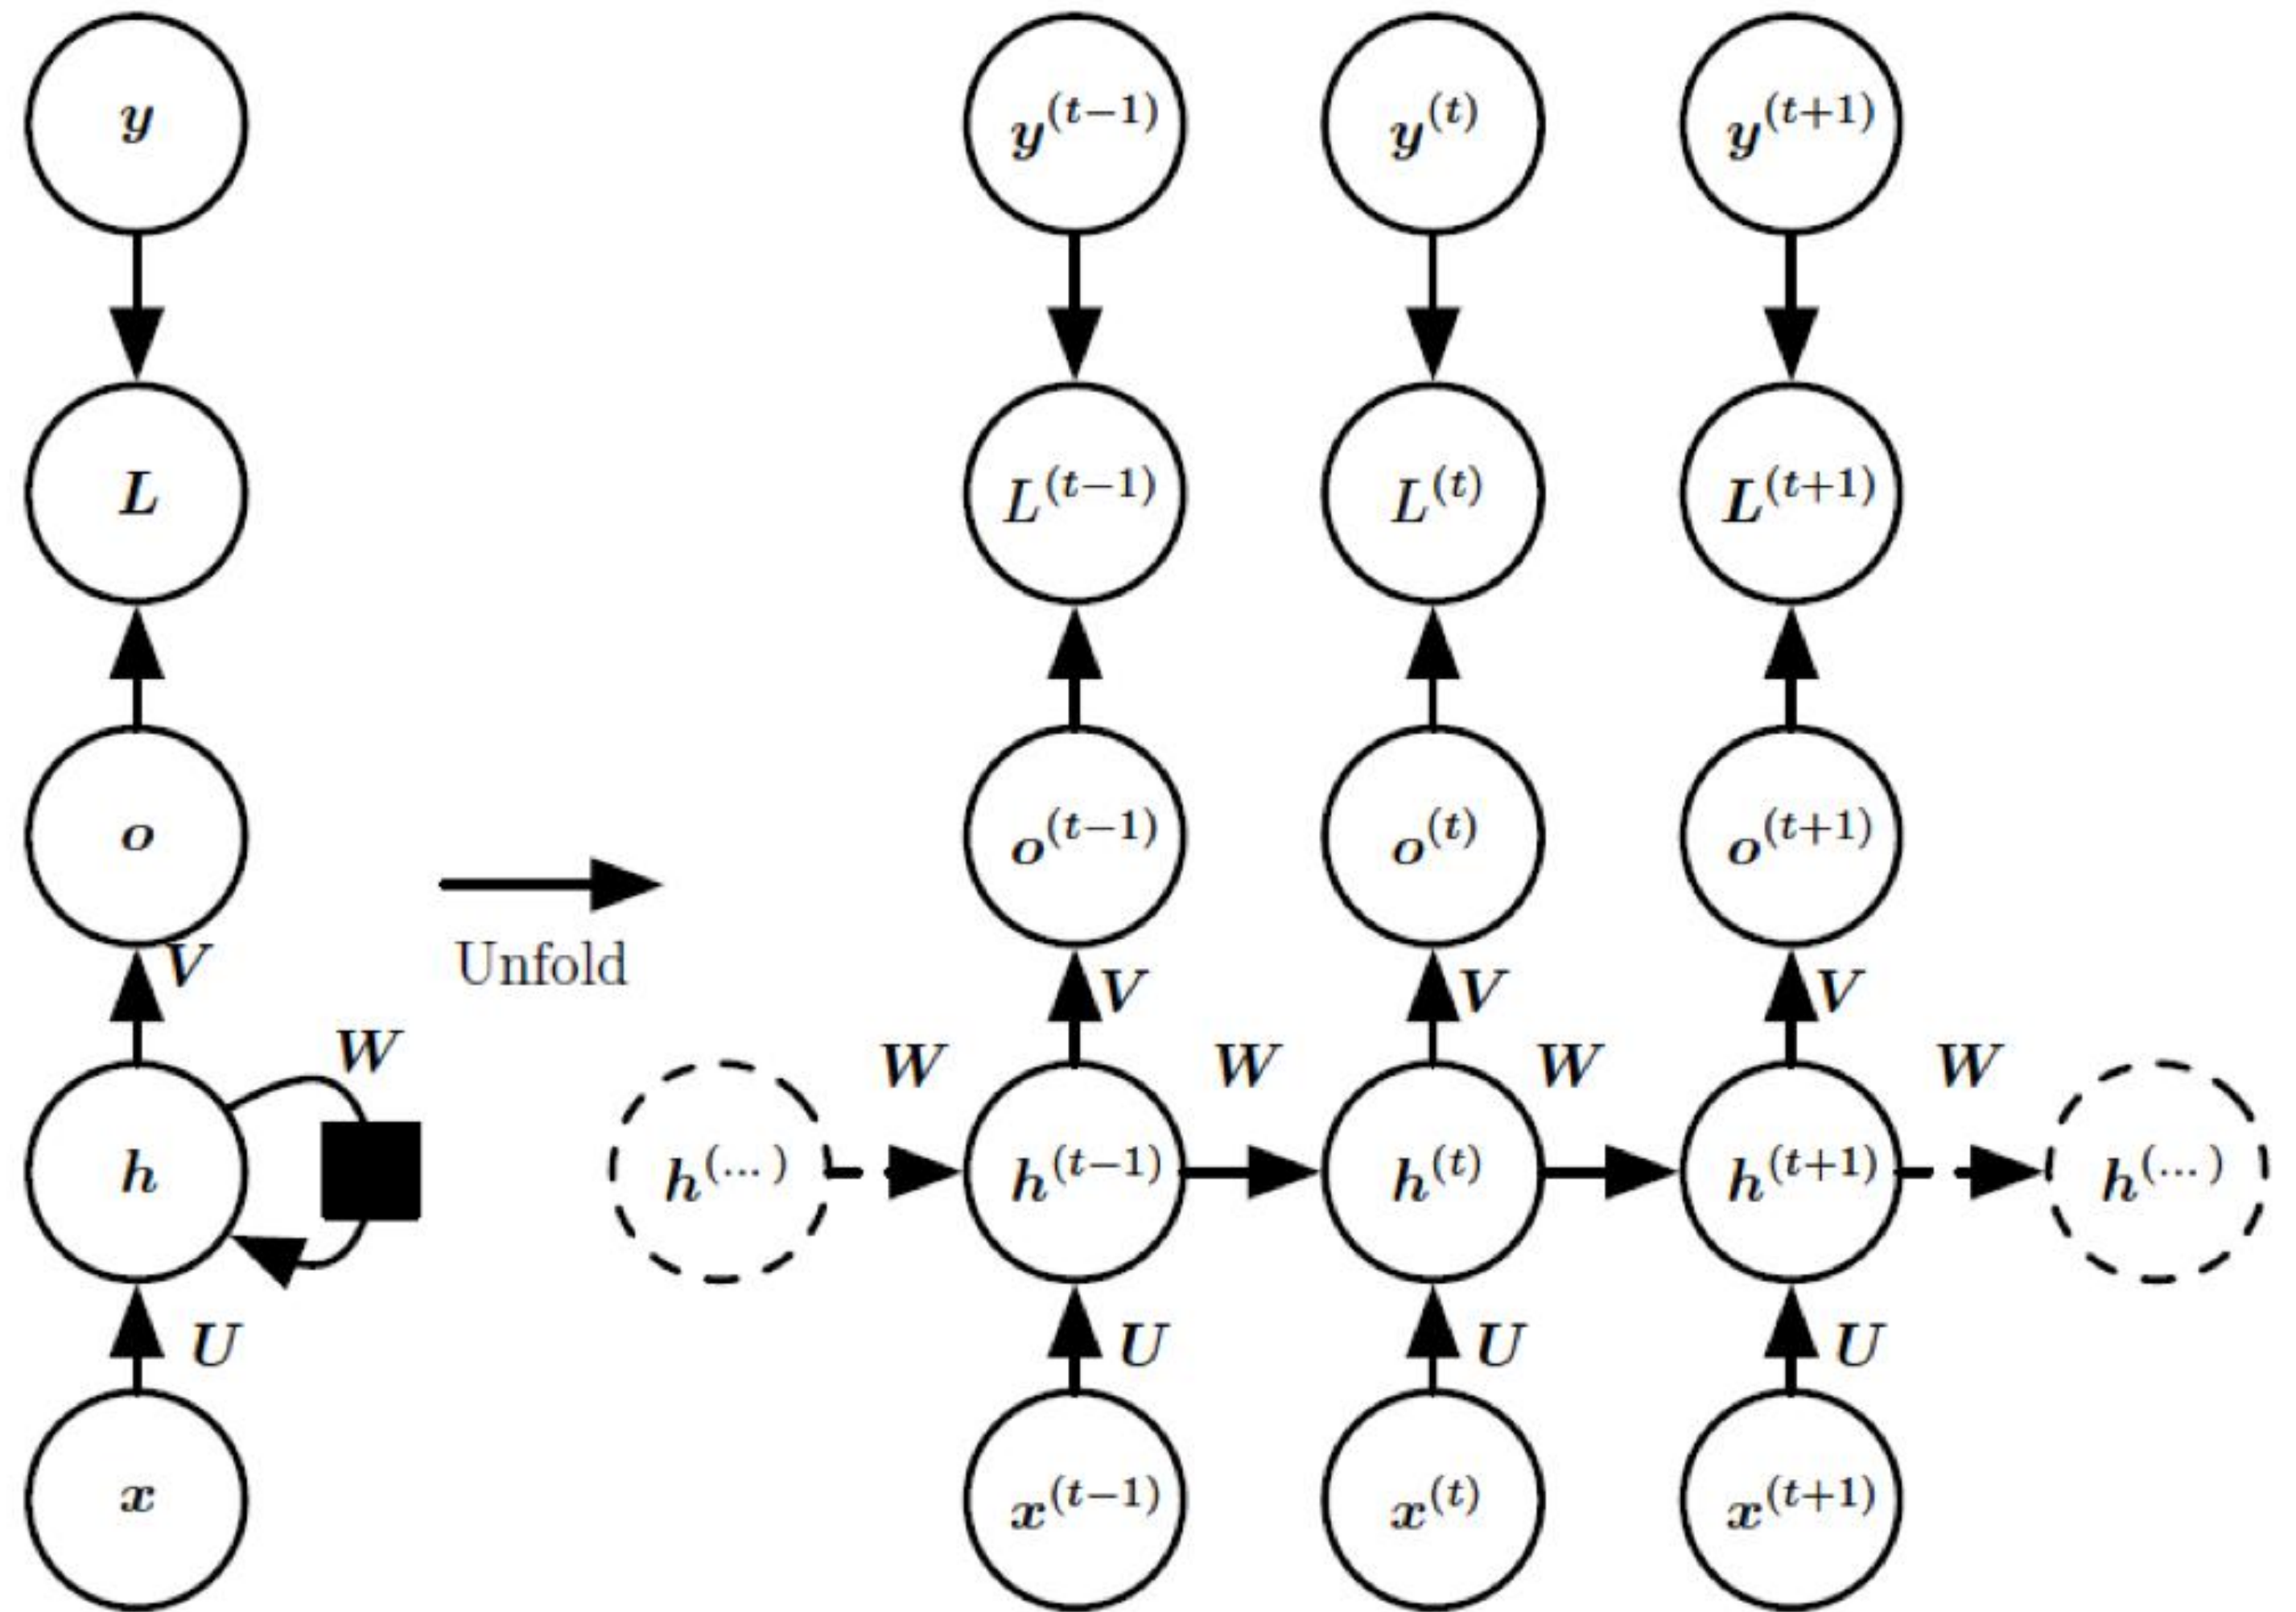 y y^(t−1) y^(t) y^(t+1)
L L^(t−1) L^(t) L^(t+1)
o o^(t−1) o^(t) o^(t+1)
Unfold
V V V V
W W W W W
h h^(...) h^(t−1) h^(t) h^(t+1) h^(...)
U U U U
x x^(t−1) x^(t) x^(t+1)